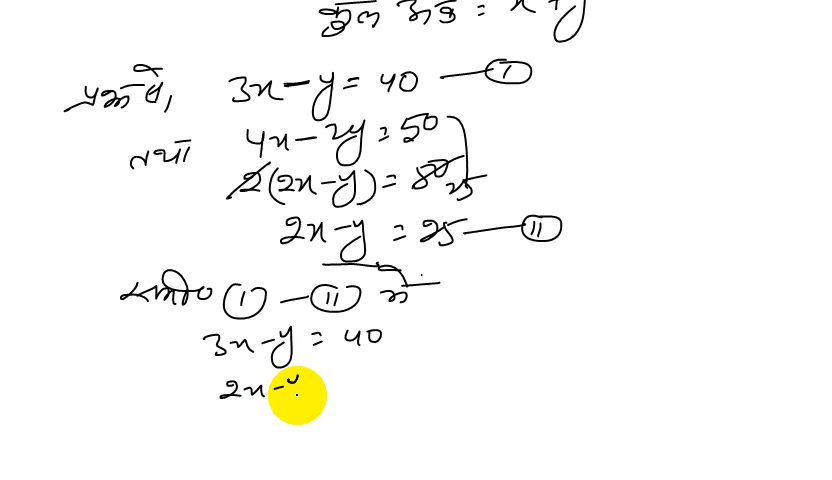 कुल अंक = x + y
प्रश्न से, 3x - y = 40 — I
तथा 4x - 2y = 50
2(2x - y) = 50 25
2x - y = 25 — II
समी० I - II से
3x - y = 40
2x - y